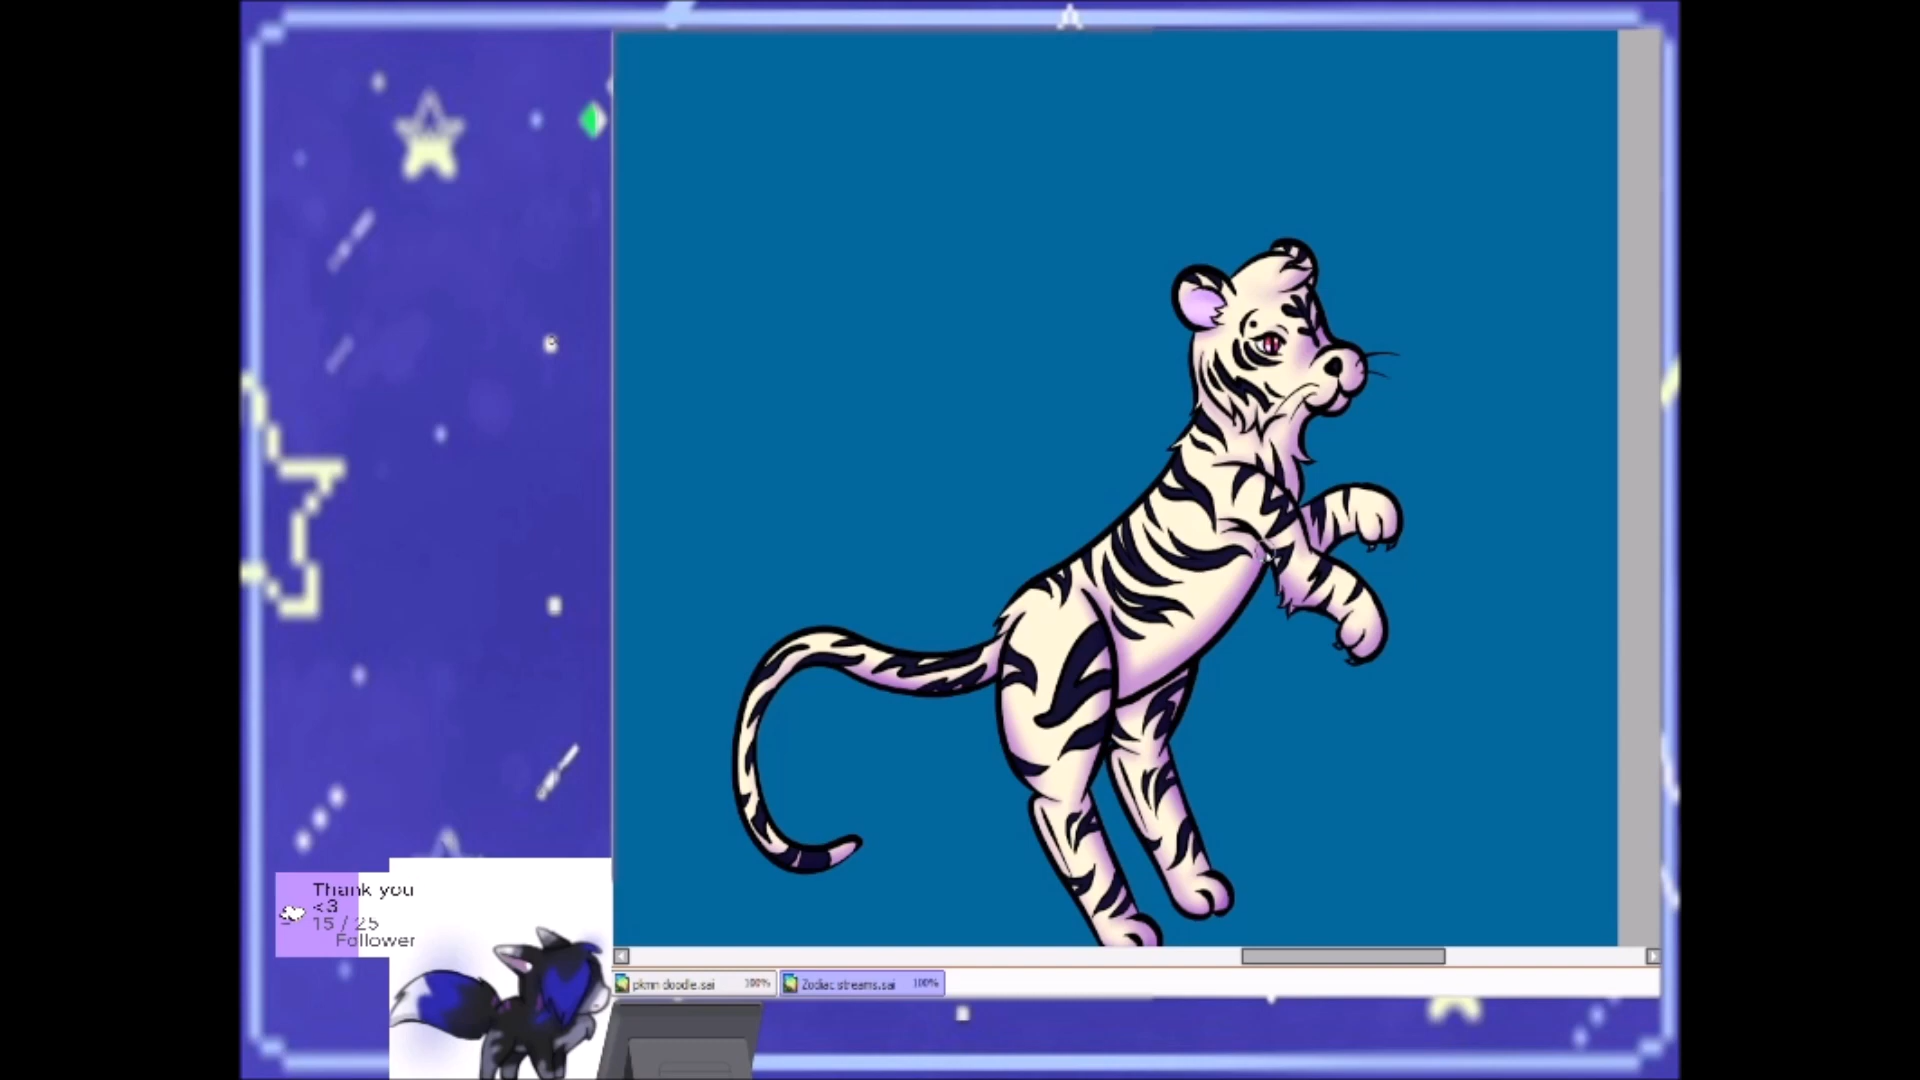 Thank you
<3
15 / 25
Follower
pkmn doodle.sai 100%
Zodiac streams.sai 100%